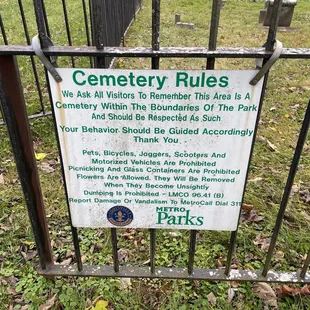 Cemetery Rules
We Ask All Visitors To Remember This Area Is A
Cemetery Within The Boundaries Of The Park
And Should Be Respected As Such
Your Behavior Should Be Guided Accordingly
Thank You
Pets, Bicycles, Joggers, Scooters And
Motorized Vehicles Are Prohibited
Picnicking and Glass Containers Are Prohibited
Flowers are Allowed. They Will Be Removed
When They Become Unsightly
Dumping Is Prohibited - LMCO 96.41 (B)
Report Damage or Vandalism To MetroCall Dial 311
METRO
Parks